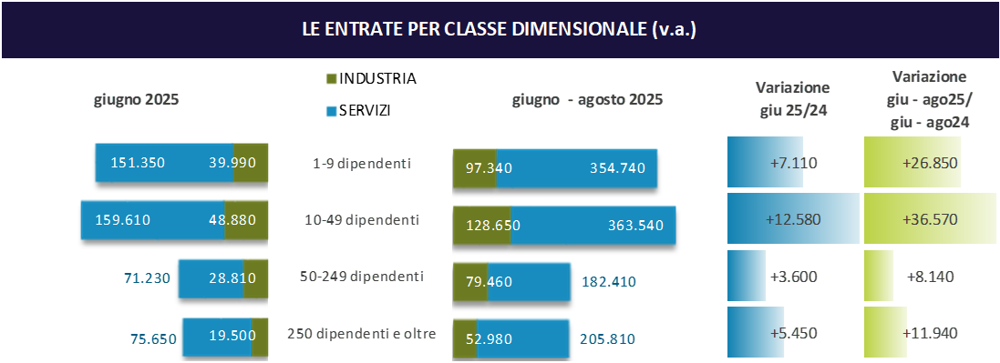 LE ENTRATE PER CLASSE DIMENSIONALE (v.a.)
giugno 2025
INDUSTRIA
SERVIZI
giugno - agosto 2025
Variazione
giu 25/24
Variazione
giu - ago25/
giu - ago24
151.350 39.990 1-9 dipendenti 97.340 354.740 +7.110 +26.850
159.610 48.880 10-49 dipendenti 128.650 363.540 +12.580 +36.570
71.230 28.810 50-249 dipendenti 79.460 182.410 +3.600 +8.140
75.650 19.500 250 dipendenti e oltre 52.980 205.810 +5.450 +11.940